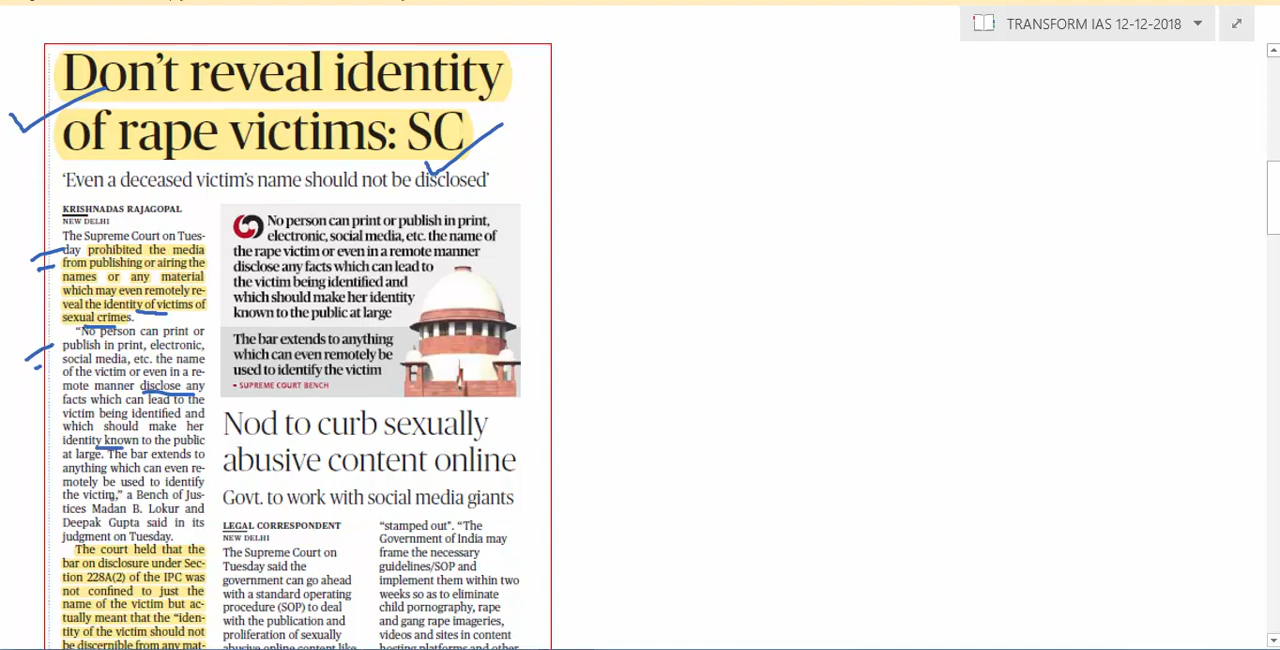 TRANSFORM IAS 12-12-2018
Don't reveal identity
of rape victims: SC
'Even a deceased victim's name should not be disclosed'
KRISHNADAS RAJAGOPAL
NEW DELHI
The Supreme Court on Tues-
day prohibited the media
from publishing or airing the
names or any material
which may even remotely re-
veal the identity of victims of
sexual crimes.
"No person can print or
publish in print, electronic,
social media, etc. the name
of the victim or even in a re-
mote manner disclose any
facts which can lead to the
victim being identified and
which should make her
identity known to the public
at large. The bar extends to
anything which can even re-
motely be used to identify
the victim," a Bench of Jus-
tices Madan B. Lokur and
Deepak Gupta said in its
judgment on Tuesday.
The court held that the
bar on disclosure under Sec-
tion 228A(2) of the IPC was
not confined to just the
name of the victim but ac-
tually meant that the "iden-
tity of the victim should not
be discernible from any mat-
No person can print or publish in print,
electronic, social media, etc. the name of
the rape victim or even in a remote manner
disclose any facts which can lead to
the victim being identified and
which should make her identity
known to the public at large
The bar extends to anything
which can even remotely be
used to identify the victim
• SUPREME COURT BENCH
Nod to curb sexually
abusive content online
Govt. to work with social media giants
LEGAL CORRESPONDENT
NEW DELHI
The Supreme Court on
Tuesday said the
government can go ahead
with a standard operating
procedure (SOP) to deal
with the publication and
proliferation of sexually
abusive online content like
"stamped out". "The
Government of India may
frame the necessary
guidelines/SOP and
implement them within two
weeks so as to eliminate
child pornography, rape
and gang rape imageries,
videos and sites in content
hosting platforms and other